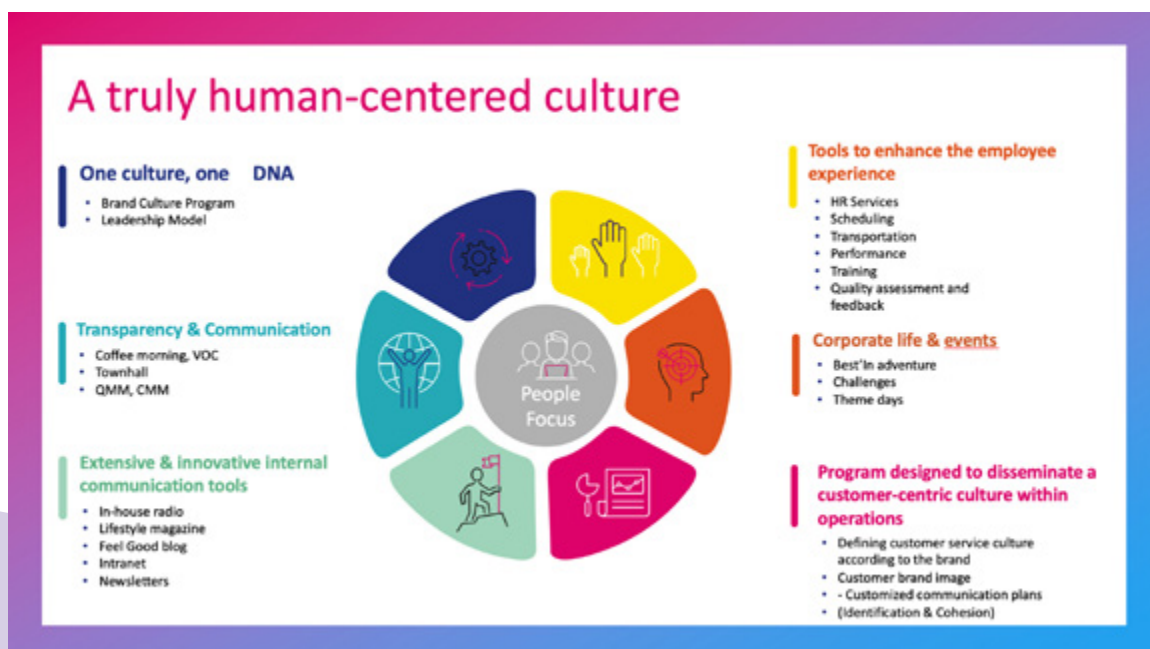 A truly human-centered culture
One culture, one DNA
• Brand Culture Program
• Leadership Model
Transparency & Communication
• Coffee morning, VOC
• Townhall
• QMM, CMM
Extensive & innovative internal
communication tools
• In-house radio
• Lifestyle magazine
• Feel Good blog
• Intranet
• Newsletters
People
Focus
Tools to enhance the employee
experience
• HR Services
• Scheduling
• Transportation
• Performance
• Training
• Quality assessment and
feedback
Corporate life & events
• Best'In adventure
• Challenges
• Theme days
Program designed to disseminate a
customer-centric culture within
operations
• Defining customer service culture
according to the brand
• Customer brand image
• - Customized communication plans
• (Identification & Cohesion)